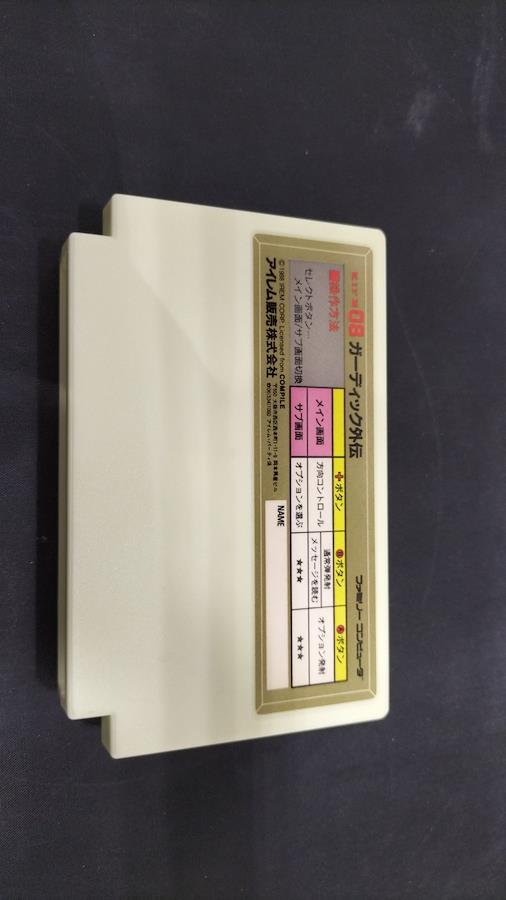 08 ガーディック外伝
ファミリー コンピュータ
■操作方法
セレクトボタン…
メイン画面/サブ画面切換
✚ボタン
Ⓑボタン
Ⓐボタン
メイン画面
方向コントロール
通常弾発射
メッセージを読む
オプション発射
サブ画面
オプションを選ぶ
★★★
★★★
© 1988 IREM CORP. Licensed from COMPILE
アイレム販売株式会社
NAME